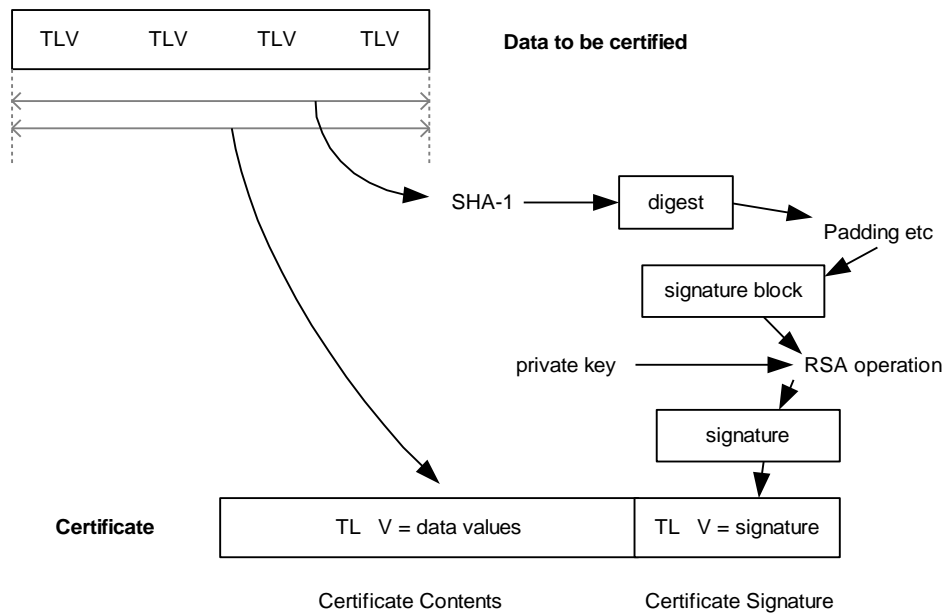 TLV TLV TLV TLV
Data to be certified
SHA-1
digest
Padding etc
signature block
private key
RSA operation
signature
Certificate
TL V = data values
TL V = signature
Certificate Contents
Certificate Signature